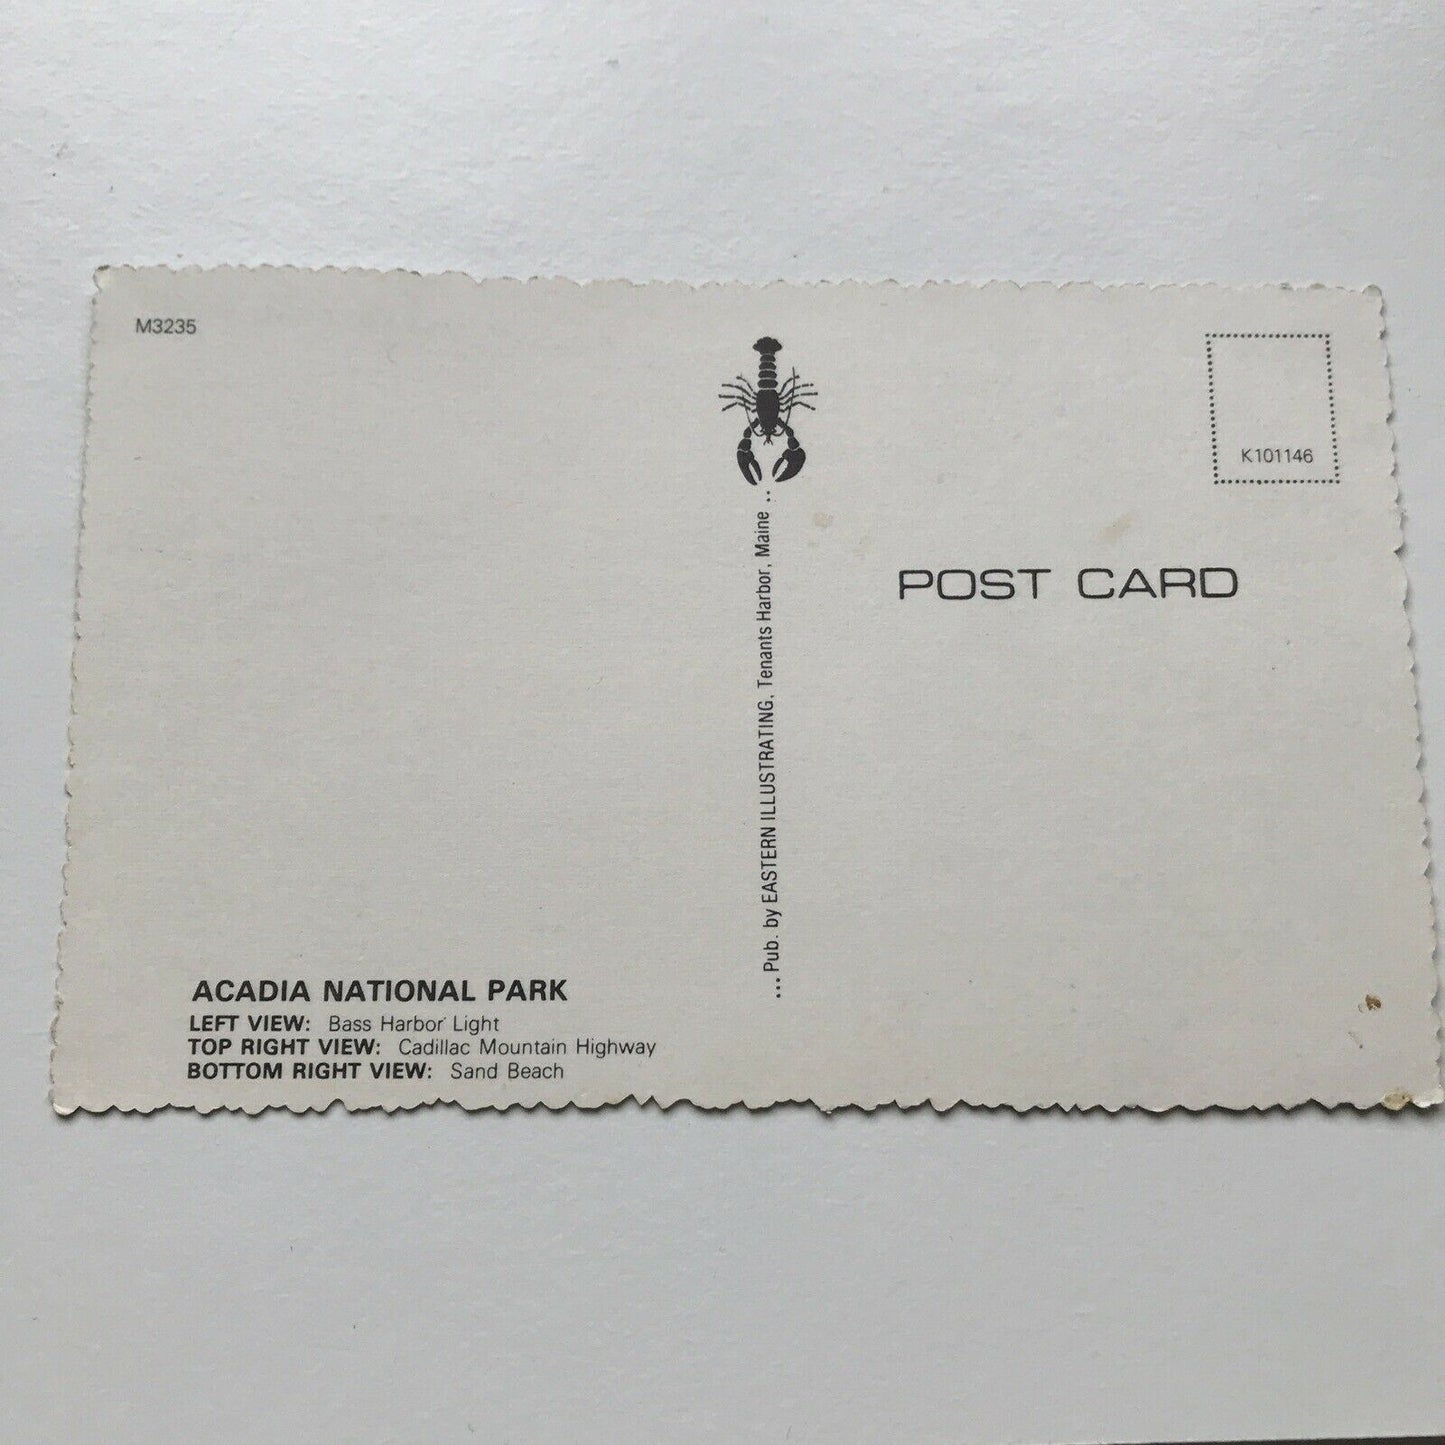 M3235
K101146
POST CARD
... Pub. by EASTERN ILLUSTRATING, Tenants Harbor, Maine ..
ACADIA NATIONAL PARK
LEFT VIEW: Bass Harbor Light
TOP RIGHT VIEW: Cadillac Mountain Highway
BOTTOM RIGHT VIEW: Sand Beach